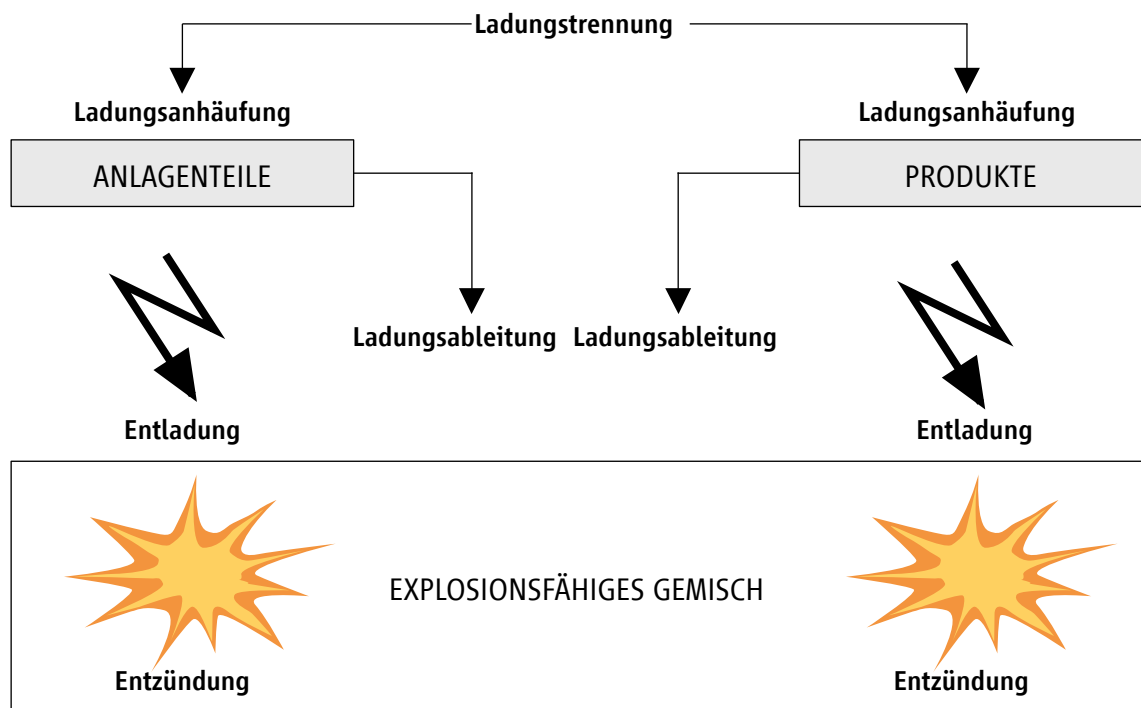 Ladungstrennung
Ladungsanhäufung
Ladungsanhäufung
ANLAGENTEILE
PRODUKTE
Ladungsableitung
Ladungsableitung
Entladung
Entladung
EXPLOSIONSFÄHIGES GEMISCH
Entzündung
Entzündung